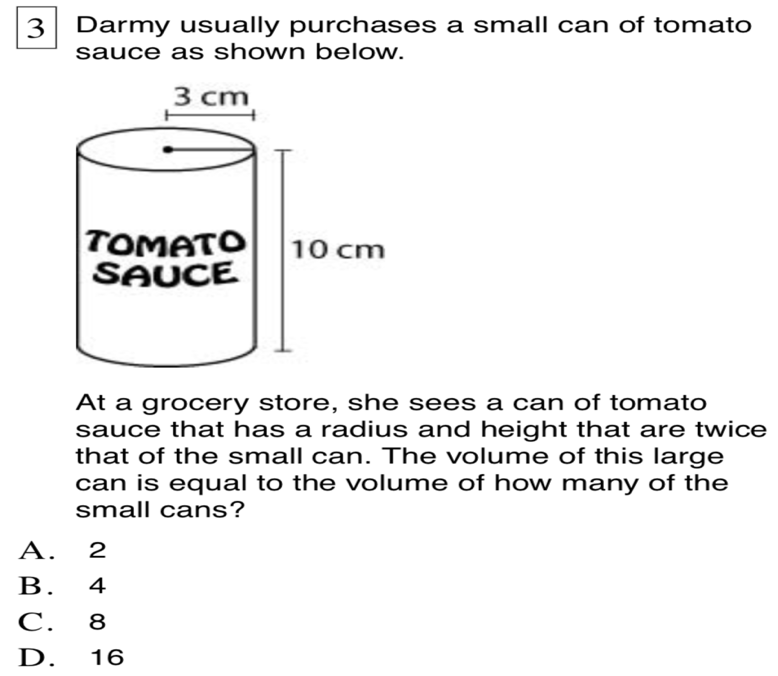 3 Darmy usually purchases a small can of tomato
sauce as shown below.
3 cm
TOMATO
SAUCE
10 cm
At a grocery store, she sees a can of tomato
sauce that has a radius and height that are twice
that of the small can. The volume of this large
can is equal to the volume of how many of the
small cans?
A. 2
B. 4
C. 8
D. 16